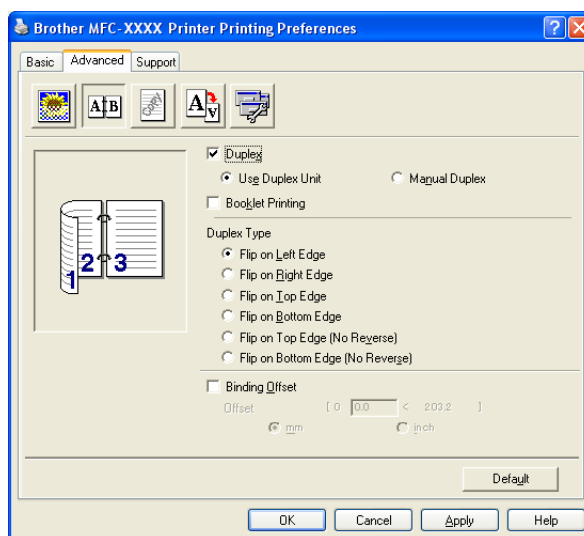 Brother MFC-XXXX Printer Printing Preferences
Basic Advanced Support
A B
A A
Duplex
Use Duplex Unit Manual Duplex
Booklet Printing
1 2 3
Duplex Type
Flip on Left Edge
Flip on Right Edge
Flip on Top Edge
Flip on Bottom Edge
Flip on Top Edge (No Reverse)
Flip on Bottom Edge (No Reverse)
Binding Offset
Offset [ 0 0.0 < 203.2 ]
mm inch
Default
OK Cancel Apply Help